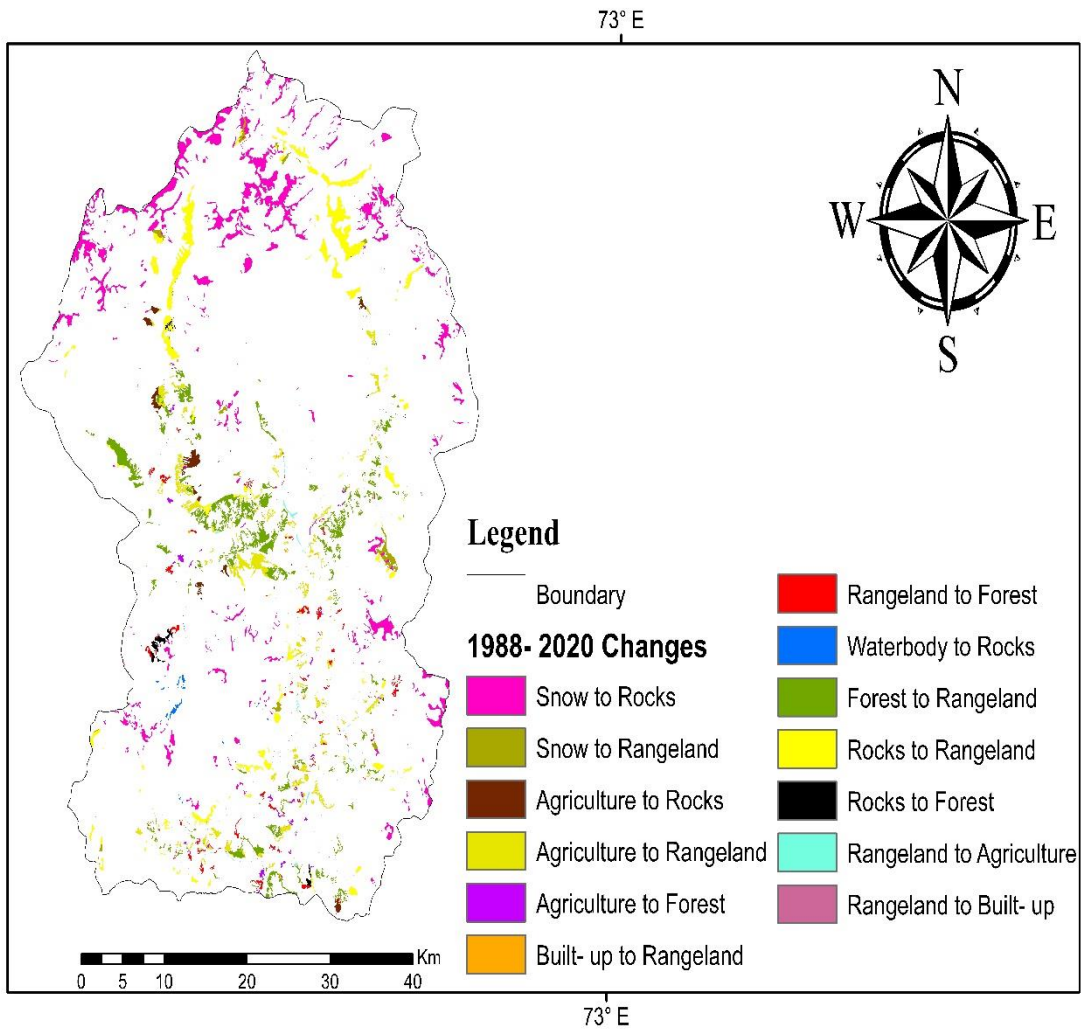 73° E
N
W
E
S
Legend
Boundary
1988- 2020 Changes
Snow to Rocks
Snow to Rangeland
Agriculture to Rocks
Agriculture to Rangeland
Agriculture to Forest
Built- up to Rangeland
Rangeland to Forest
Waterbody to Rocks
Forest to Rangeland
Rocks to Rangeland
Rocks to Forest
Rangeland to Agriculture
Rangeland to Built- up
Km
0 5 10 20 30 40
73° E